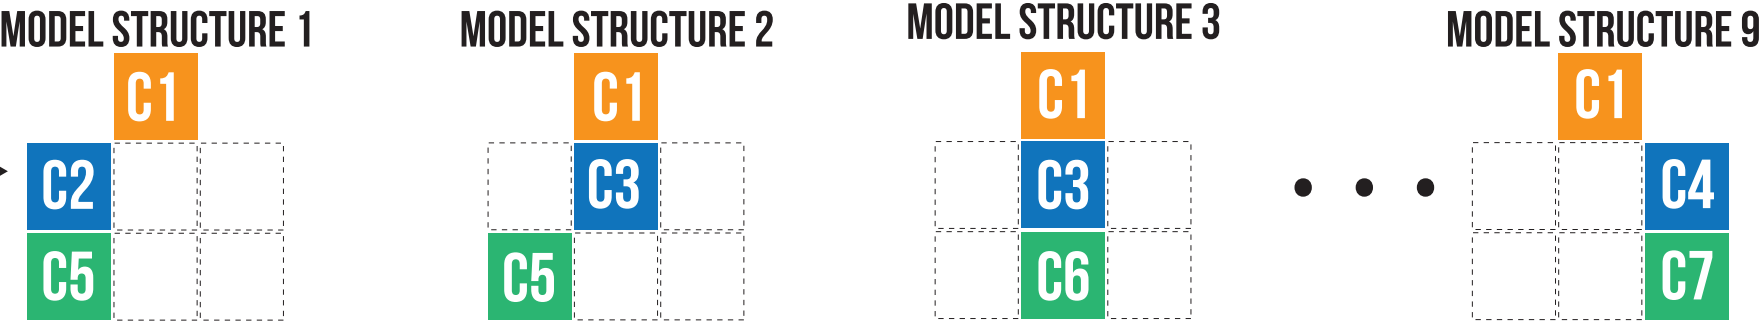 MODEL STRUCTURE 1
C1
C2
C5
MODEL STRUCTURE 2
C1
C3
C5
MODEL STRUCTURE 3
C1
C3
C6
MODEL STRUCTURE 9
C1
C4
C7